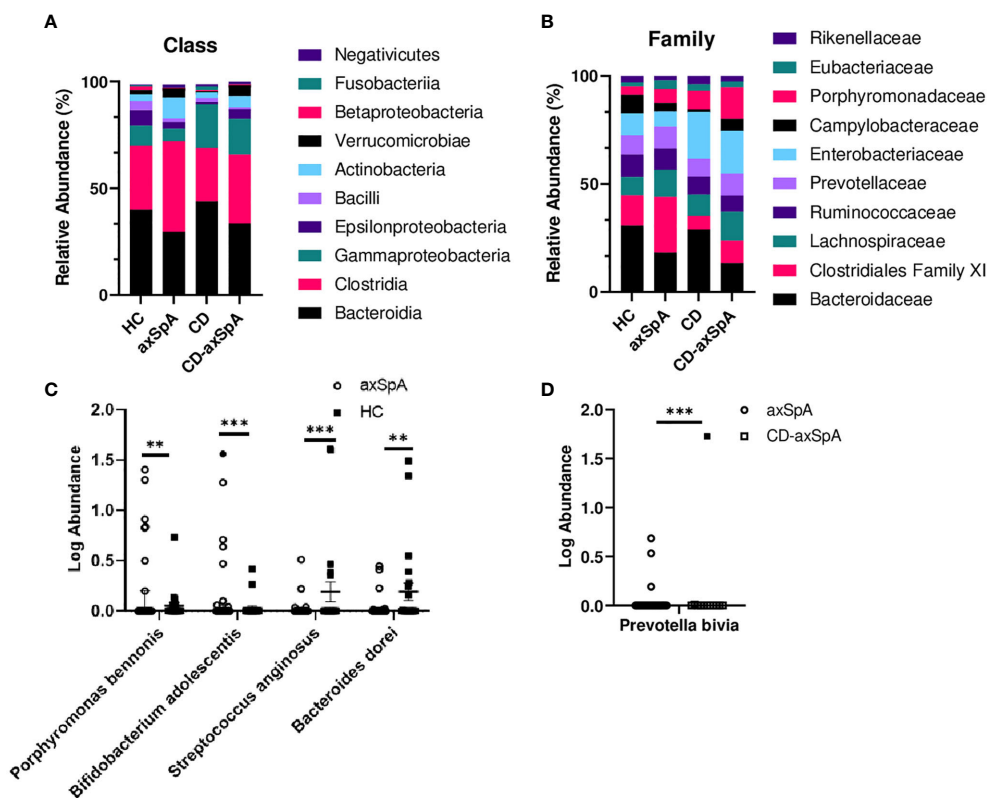 A
Class
Relative Abundance (%)
100
50
0
HC
axSpA
CD
CD-axSpA
Negativicutes
Fusobacteriia
Betaproteobacteria
Verrucomicrobiae
Actinobacteria
Bacilli
Epsilonproteobacteria
Gammaproteobacteria
Clostridia
Bacteroidia
B
Family
Relative Abundance (%)
100
50
0
HC
axSpA
CD
CD-axSpA
Rikenellaceae
Eubacteriaceae
Porphyromonadaceae
Campylobacteraceae
Enterobacteriaceae
Prevotellaceae
Ruminococcaceae
Lachnospiraceae
Clostridiales Family XI
Bacteroidaceae
C
axSpA
HC
Log Abundance
2.0
1.5
1.0
0.5
0.0
**
***
***
**
Porphyromonas bennonis
Bifidobacterium adolescentis
Streptococcus anginosus
Bacteroides dorei
D
axSpA
CD-axSpA
Log Abundance
2.0
1.5
1.0
0.5
0.0
***
Prevotella bivia